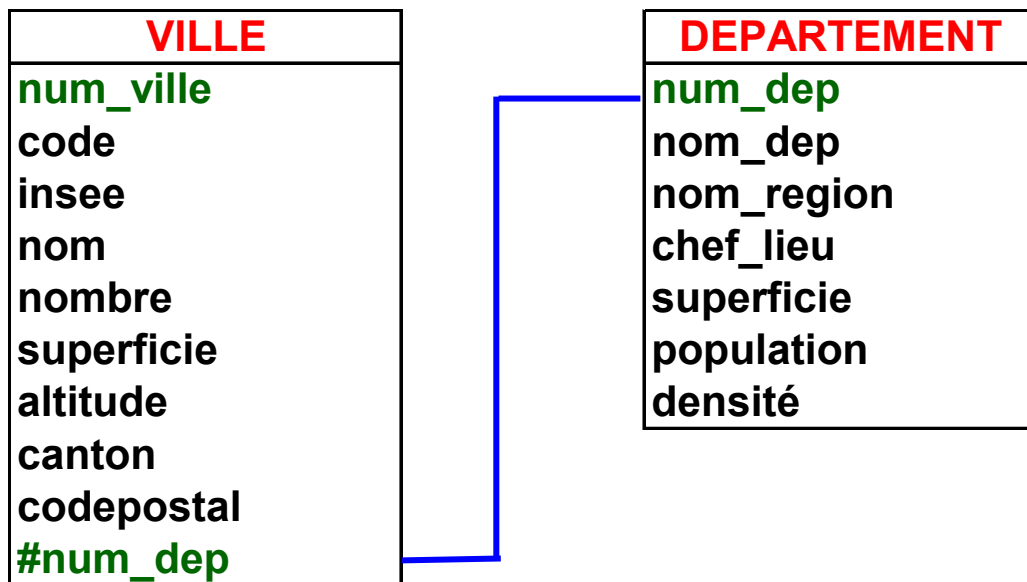 VILLE
num_ville
code
insee
nom
nombre
superficie
altitude
canton
codepostal
#num_dep
DEPARTEMENT
num_dep
nom_dep
nom_region
chef_lieu
superficie
population
densité